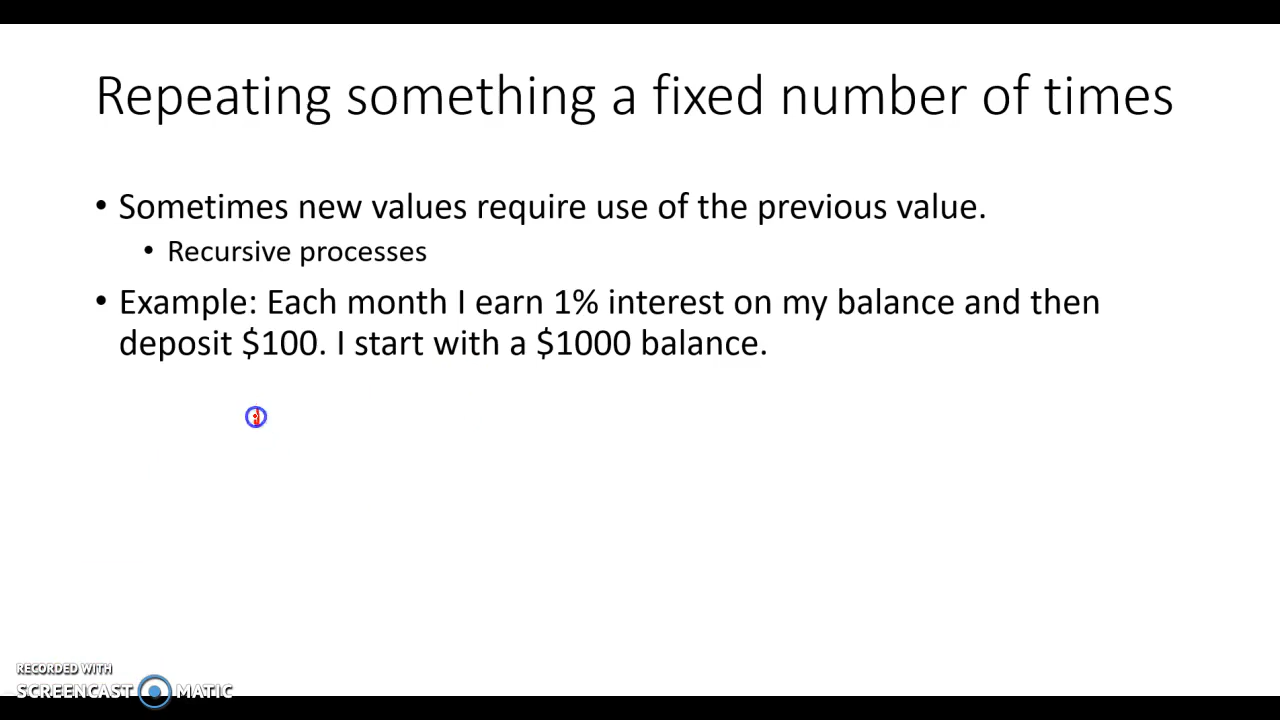 Repeating something a fixed number of times
• Sometimes new values require use of the previous value.
• Recursive processes
• Example: Each month I earn 1% interest on my balance and then
deposit $100. I start with a $1000 balance.
RECORDED WITH
SCREENCAST MATIC